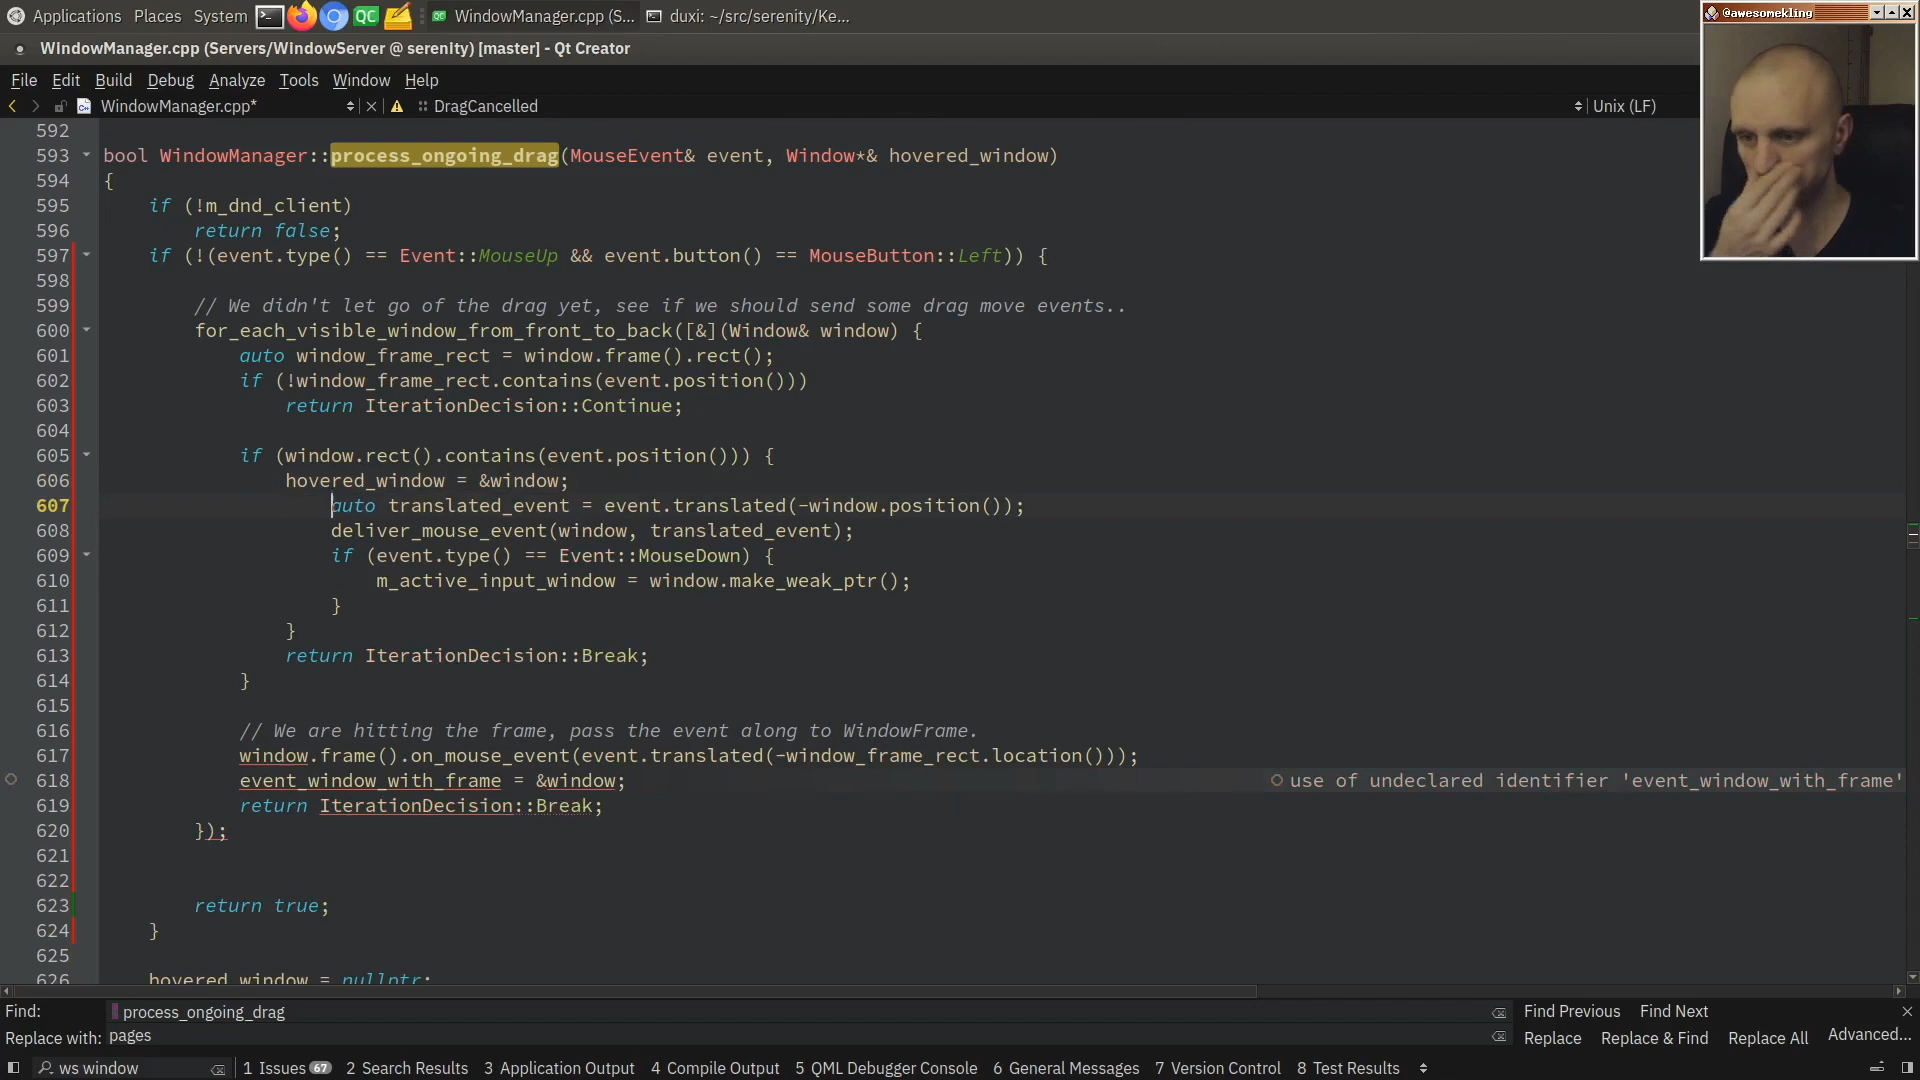 Applications Places System QC QC WindowManager.cpp (S... duxi: ~/src/serenity/Ke...
@awesomekling
WindowManager.cpp (Servers/WindowServer @ serenity) [master] - Qt Creator
File Edit Build Debug Analyze Tools Window Help
WindowManager.cpp* DragCancelled Unix (LF)
592
593 bool WindowManager::process_ongoing_drag(MouseEvent& event, Window*& hovered_window)
594 {
595 if (!m_dnd_client)
596 return false;
597 if (!(event.type() == Event::MouseUp && event.button() == MouseButton::Left)) {
598
599 // We didn't let go of the drag yet, see if we should send some drag move events..
600 for_each_visible_window_from_front_to_back([&](Window& window) {
601 auto window_frame_rect = window.frame().rect();
602 if (!window_frame_rect.contains(event.position()))
603 return IterationDecision::Continue;
604
605 if (window.rect().contains(event.position())) {
606 hovered_window = &window;
607 auto translated_event = event.translated(-window.position());
608 deliver_mouse_event(window, translated_event);
609 if (event.type() == Event::MouseDown) {
610 m_active_input_window = window.make_weak_ptr();
611 }
612 }
613 return IterationDecision::Break;
614 }
615
616 // We are hitting the frame, pass the event along to WindowFrame.
617 window.frame().on_mouse_event(event.translated(-window_frame_rect.location()));
618 event_window_with_frame = &window; use of undeclared identifier 'event_window_with_frame'
619 return IterationDecision::Break;
620 });
621
622
623 return true;
624 }
625
626 hovered_window = nullptr;
Find: process_ongoing_drag Find Previous Find Next
Replace with: pages Replace Replace & Find Replace All Advanced...
ws window 1 Issues 67 2 Search Results 3 Application Output 4 Compile Output 5 QML Debugger Console 6 General Messages 7 Version Control 8 Test Results